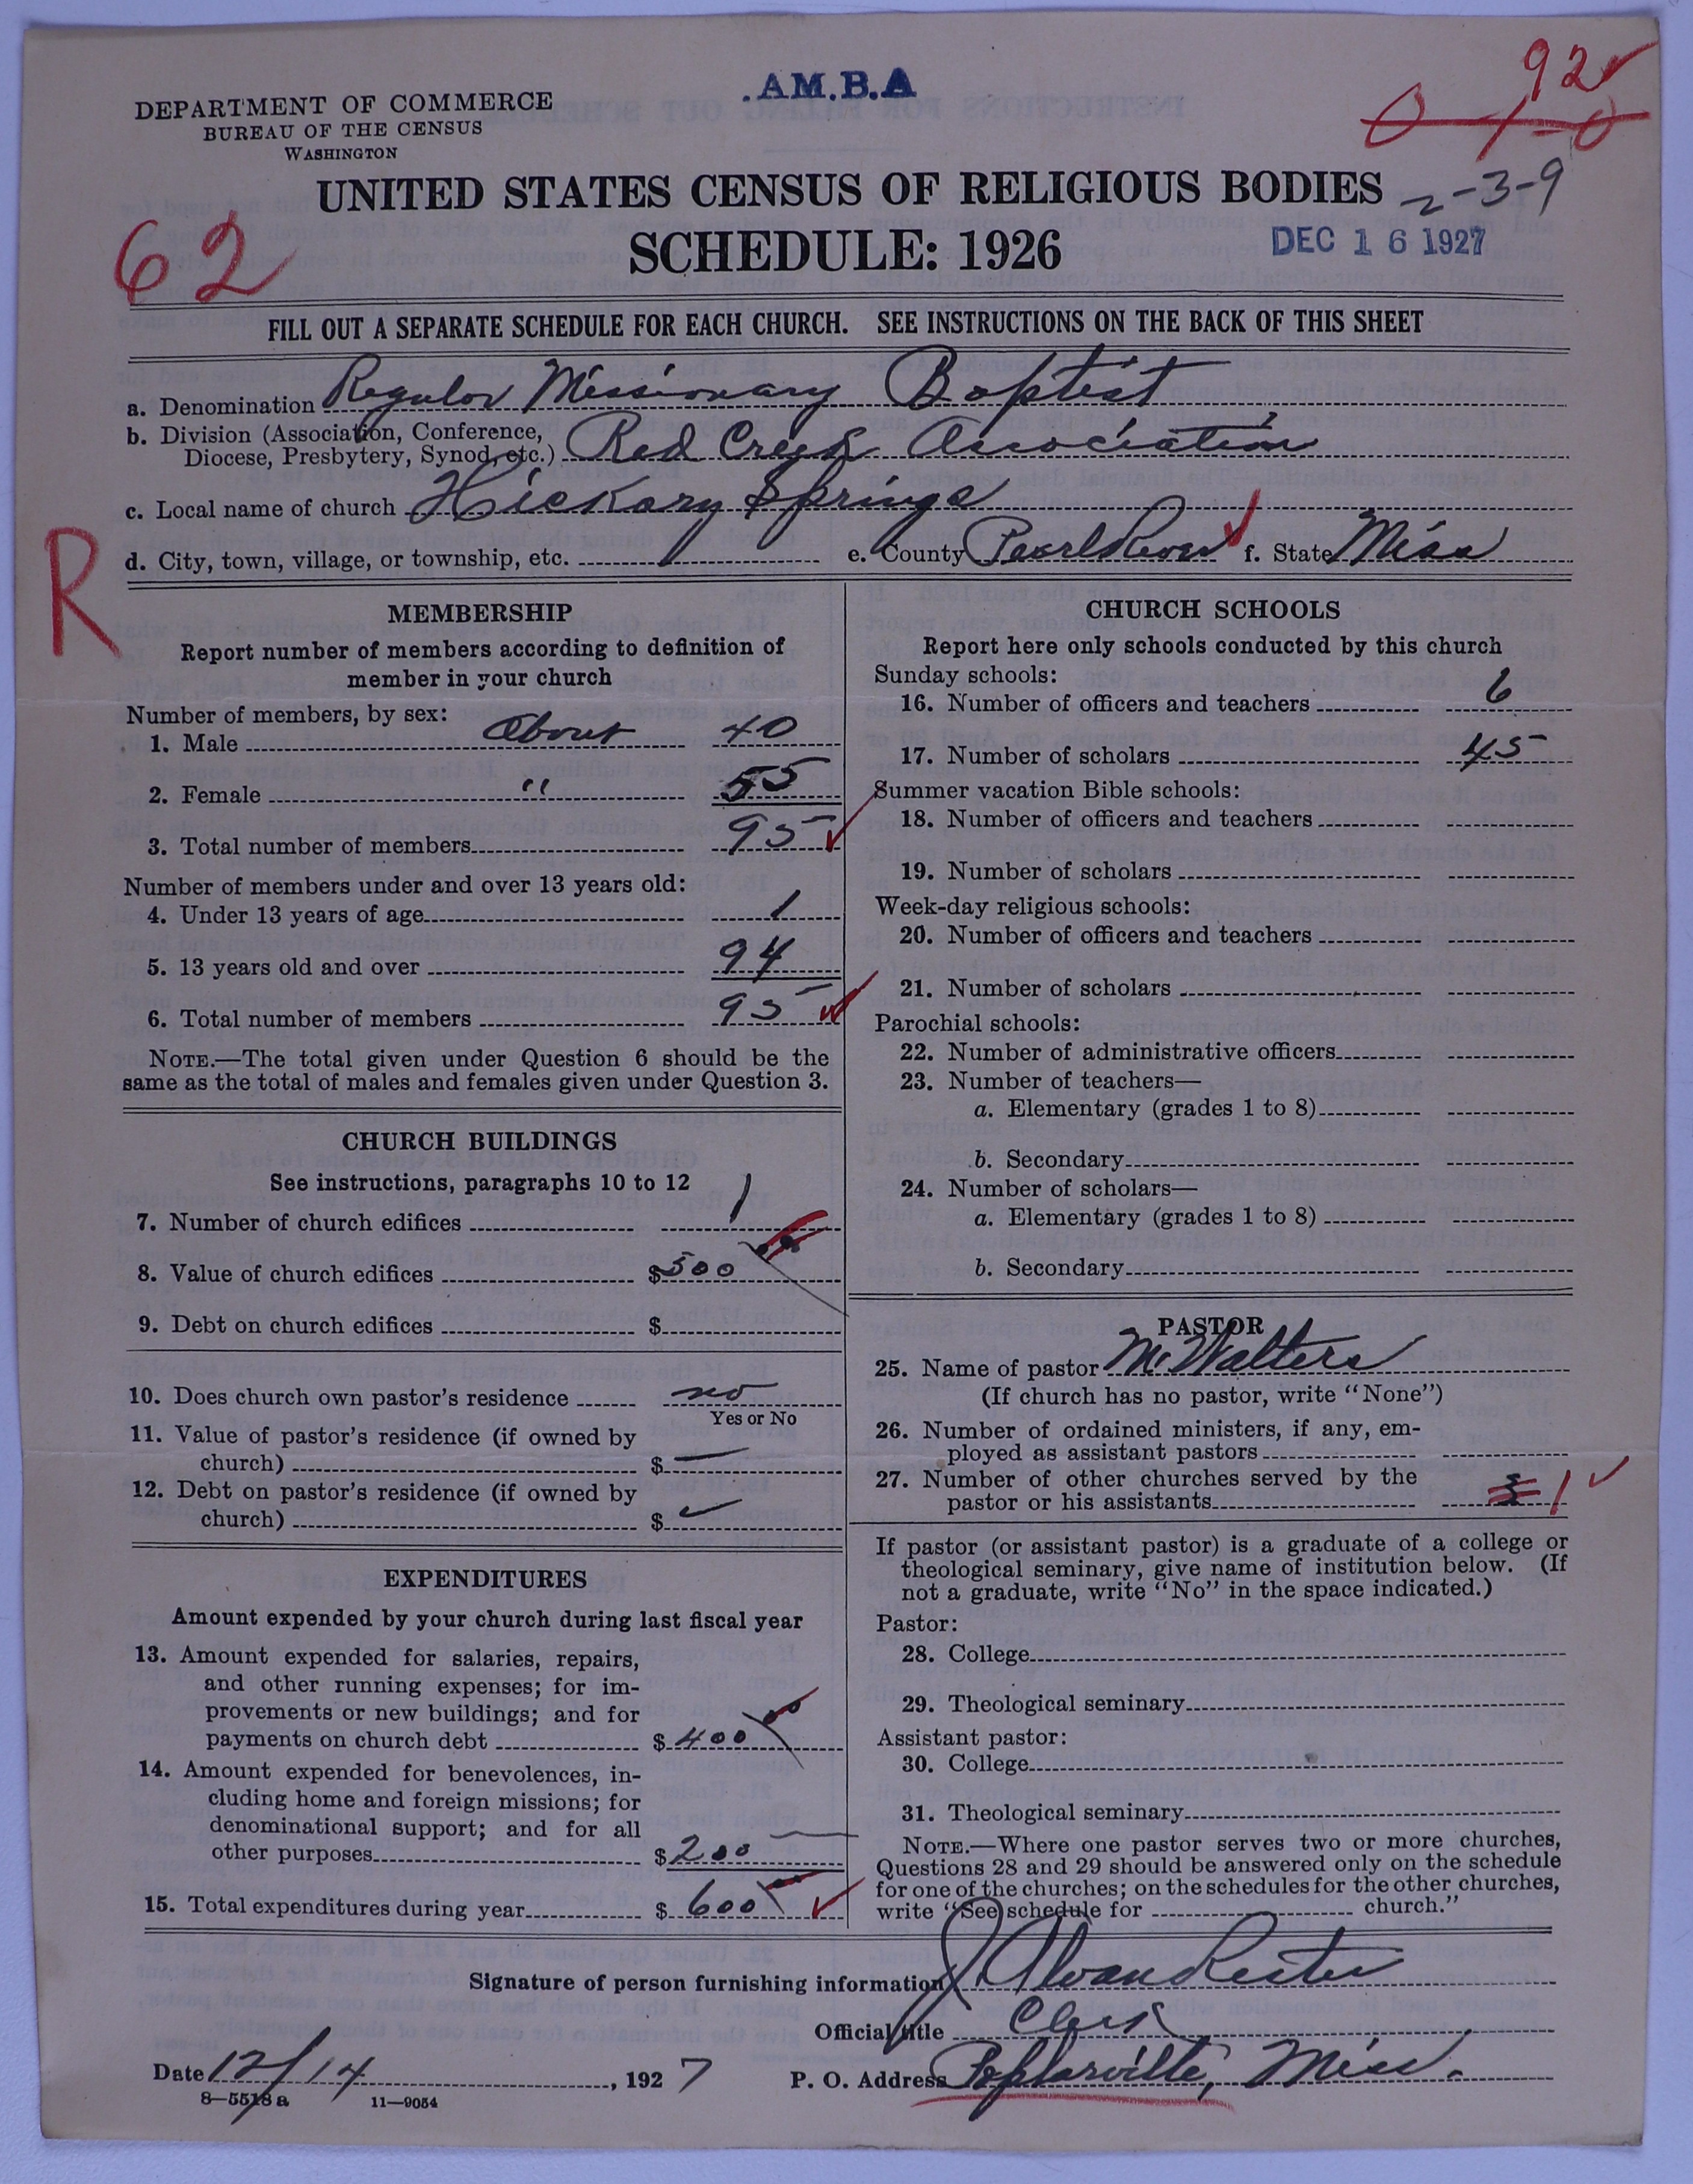 .A M.B.A
92
DEPARTMENT OF COMMERCE
BUREAU OF THE CENSUS
WASHINGTON
UNITED STATES CENSUS OF RELIGIOUS BODIES
2-3-9
62
SCHEDULE: 1926
DEC 16 1927
FILL OUT A SEPARATE SCHEDULE FOR EACH CHURCH. SEE INSTRUCTIONS ON THE BACK OF THIS SHEET
a. Denomination Regular Missionary Baptist
b. Division (Association, Conference,
Diocese, Presbytery, Synod, etc.) Red Creek Association
c. Local name of church Hickory Springs
R
d. City, town, village, or township, etc. e. County Pearl River f. State Miss
MEMBERSHIP
Report number of members according to definition of
member in your church
Number of members, by sex:
1. Male About 40
2. Female " 55
3. Total number of members 95
Number of members under and over 13 years old:
4. Under 13 years of age 1
5. 13 years old and over 94
6. Total number of members 95
NOTE.—The total given under Question 6 should be the
same as the total of males and females given under Question 3.
CHURCH BUILDINGS
See instructions, paragraphs 10 to 12
7. Number of church edifices 1
8. Value of church edifices $500
9. Debt on church edifices $
10. Does church own pastor's residence no
Yes or No
11. Value of pastor's residence (if owned by
church) $ —
12. Debt on pastor's residence (if owned by
church) $
EXPENDITURES
Amount expended by your church during last fiscal year
13. Amount expended for salaries, repairs,
and other running expenses; for im-
provements or new buildings; and for
payments on church debt $ 400
14. Amount expended for benevolences, in-
cluding home and foreign missions; for
denominational support; and for all
other purposes $ 200
15. Total expenditures during year $ 600
CHURCH SCHOOLS
Report here only schools conducted by this church
Sunday schools:
16. Number of officers and teachers 6
17. Number of scholars 45
Summer vacation Bible schools:
18. Number of officers and teachers
19. Number of scholars
Week-day religious schools:
20. Number of officers and teachers
21. Number of scholars
Parochial schools:
22. Number of administrative officers
23. Number of teachers—
a. Elementary (grades 1 to 8)
b. Secondary
24. Number of scholars—
a. Elementary (grades 1 to 8)
b. Secondary
PASTOR
25. Name of pastor M. Walters
(If church has no pastor, write "None")
26. Number of ordained ministers, if any, em-
ployed as assistant pastors
27. Number of other churches served by the
pastor or his assistants 3 1
If pastor (or assistant pastor) is a graduate of a college or
theological seminary, give name of institution below. (If
not a graduate, write "No" in the space indicated.)
Pastor:
28. College
29. Theological seminary
Assistant pastor:
30. College
31. Theological seminary
NOTE.—Where one pastor serves two or more churches,
Questions 28 and 29 should be answered only on the schedule
for one of the churches; on the schedules for the other churches,
write "See schedule for church."
Signature of person furnishing information J. Alvan Lester
Official title Clerk
Date 12/14, 1927 P. O. Address Poplarville, Miss.
8-5518 a 11-9054